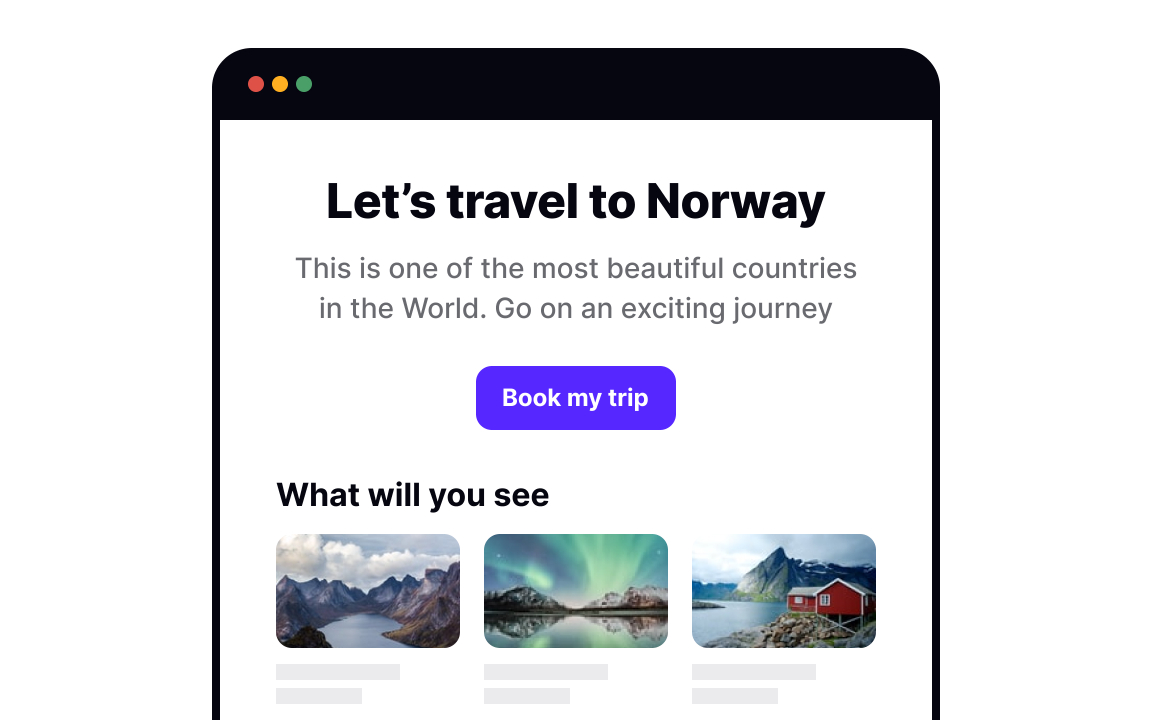 Let’s travel to Norway
This is one of the most beautiful countries
in the World. Go on an exciting journey
Book my trip
What will you see